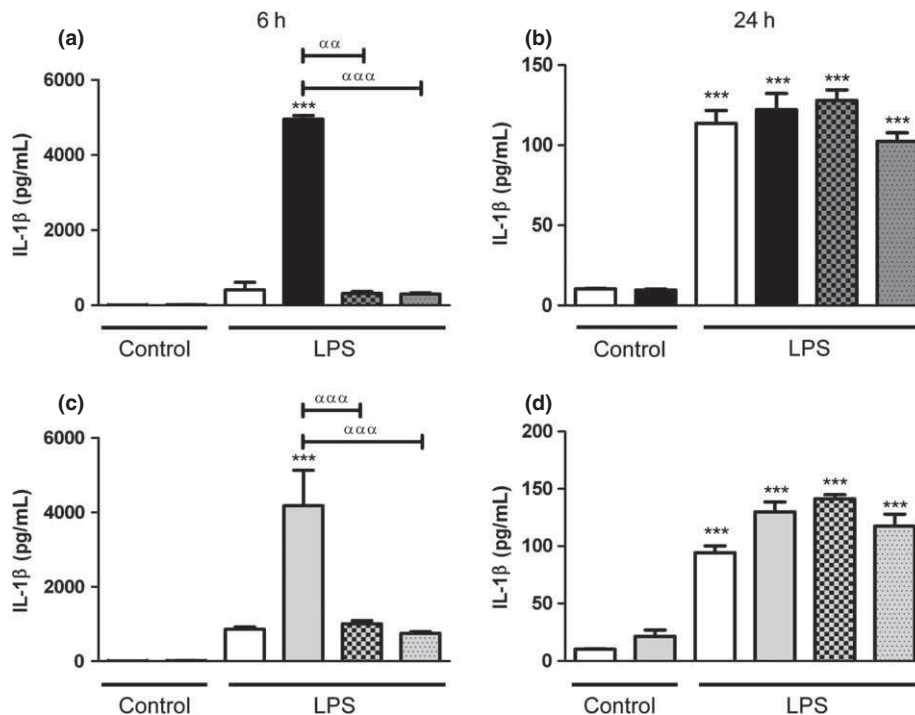 6 h
24 h
(a)
αα
ααα
***
IL-1β (pg/mL)
6000
4000
2000
0
Control
LPS
(b)
***
***
***
***
IL-1β (pg/mL)
150
100
50
0
Control
LPS
(c)
ααα
ααα
***
IL-1β (pg/mL)
6000
4000
2000
0
Control
LPS
(d)
***
***
***
***
IL-1β (pg/mL)
200
150
100
50
0
Control
LPS